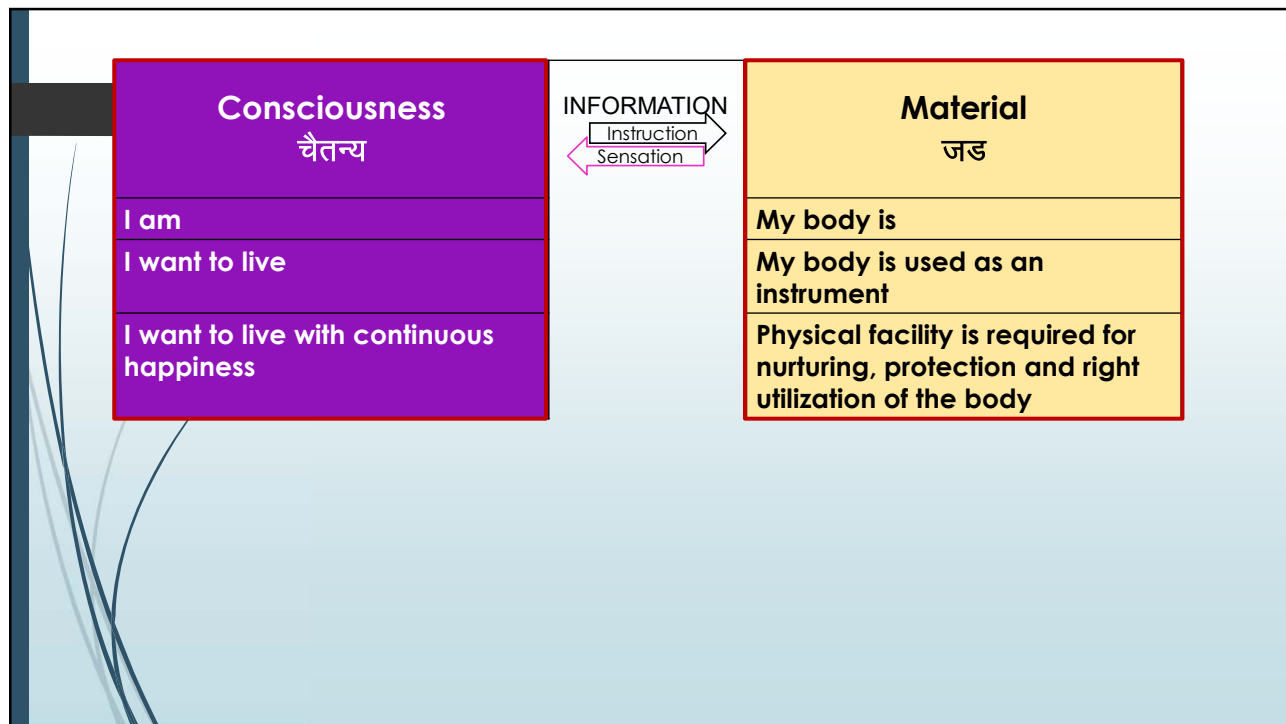 Consciousness
चैतन्य
INFORMATION
Instruction
Sensation
Material
जड
I am
My body is
I want to live
My body is used as an
instrument
I want to live with continuous
happiness
Physical facility is required for
nurturing, protection and right
utilization of the body